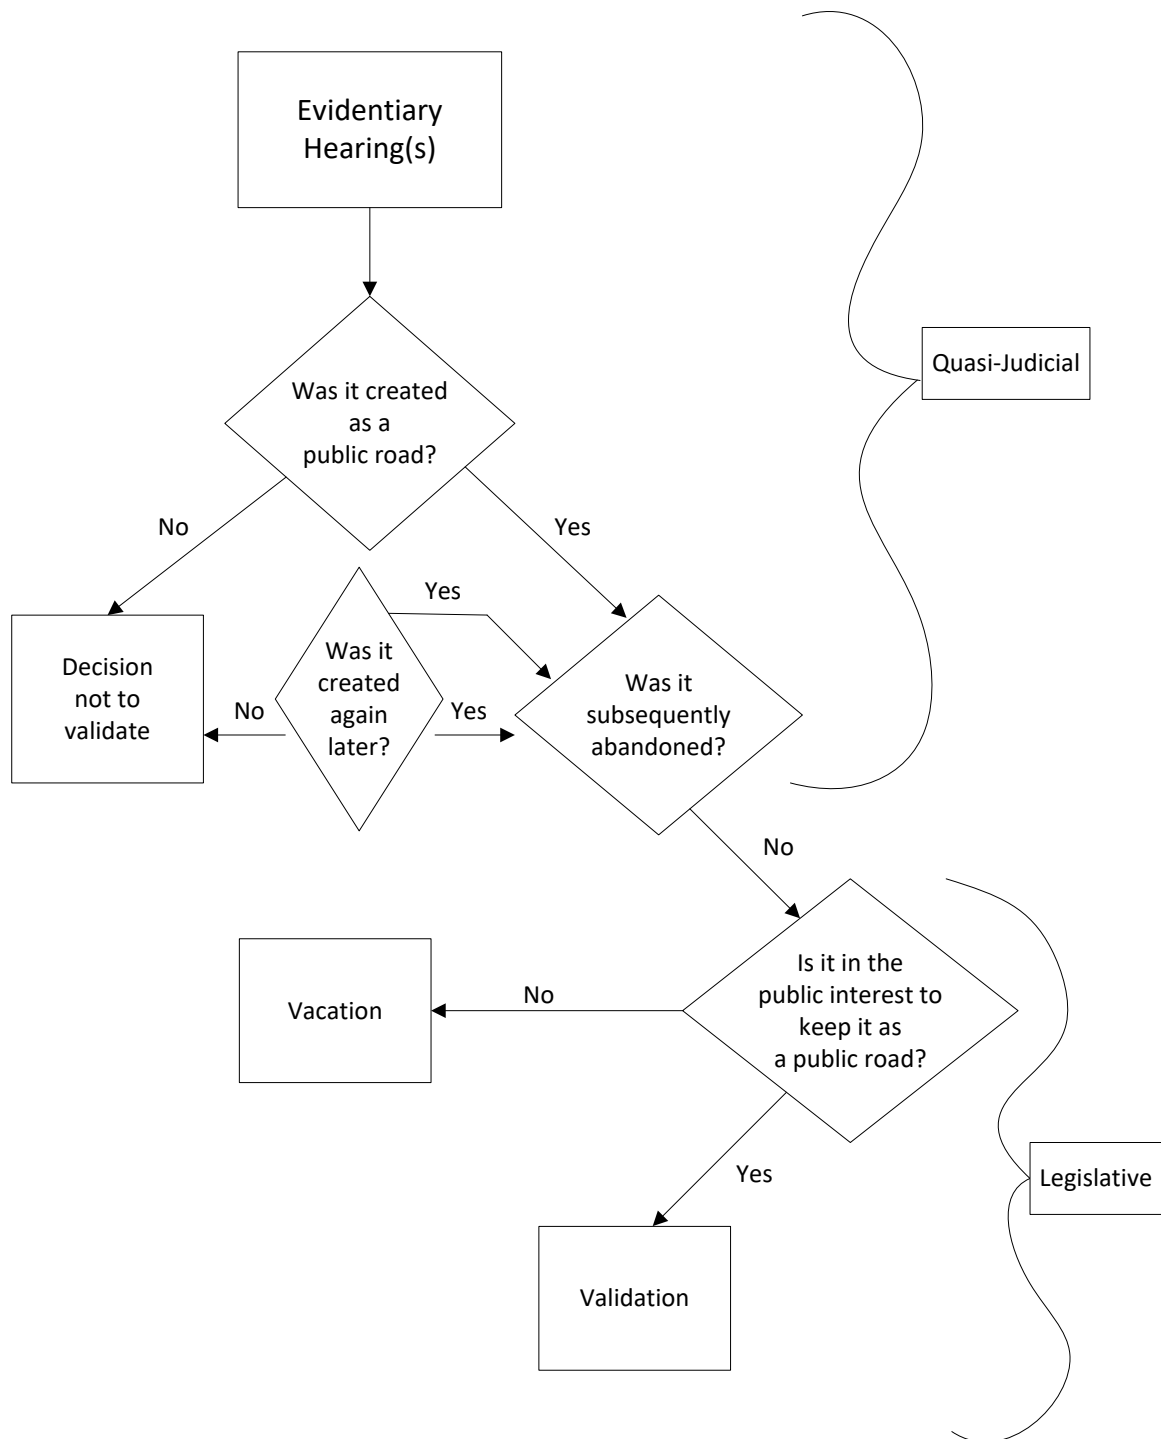 Evidentiary
Hearing(s)
Quasi-Judicial
Was it created
as a
public road?
No
Yes
Yes
Decision
not to
validate
Was it
created
again
later?
No
Yes
Was it
subsequently
abandoned?
No
Is it in the
public interest to
keep it as
a public road?
No
Vacation
Yes
Legislative
Validation